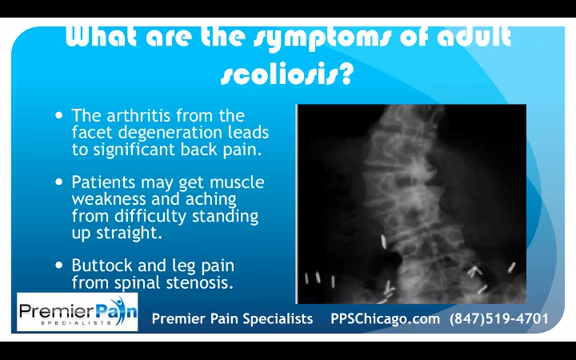 What are the symptoms of adult
scoliosis?
The arthritis from the
facet degeneration leads
to significant back pain.
Patients may get muscle
weakness and aching
from difficulty standing
up straight.
Buttock and leg pain
from spinal stenosis.
Premier Pain
SPECIALISTS
Premier Pain Specialists PPSChicago.com (847)519-4701